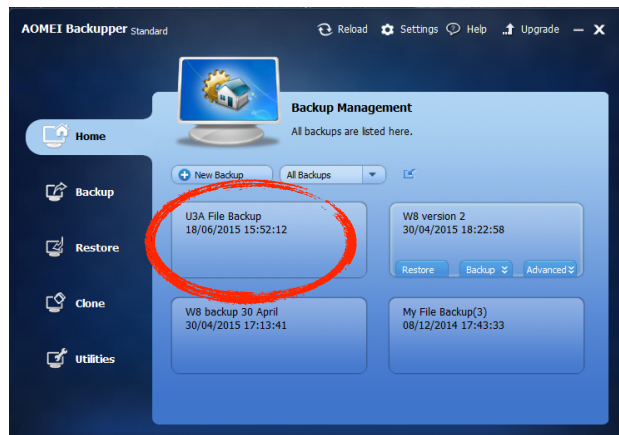 AOMEI Backupper Standard
Reload Settings Help Upgrade
Backup Management
All backups are listed here.
Home
Backup
Restore
Clone
Utilities
New Backup All Backups
U3A File Backup
18/06/2015 15:52:12
W8 version 2
30/04/2015 18:22:58
Restore Backup Advanced
W8 backup 30 April
30/04/2015 17:13:41
My File Backup(3)
08/12/2014 17:43:33